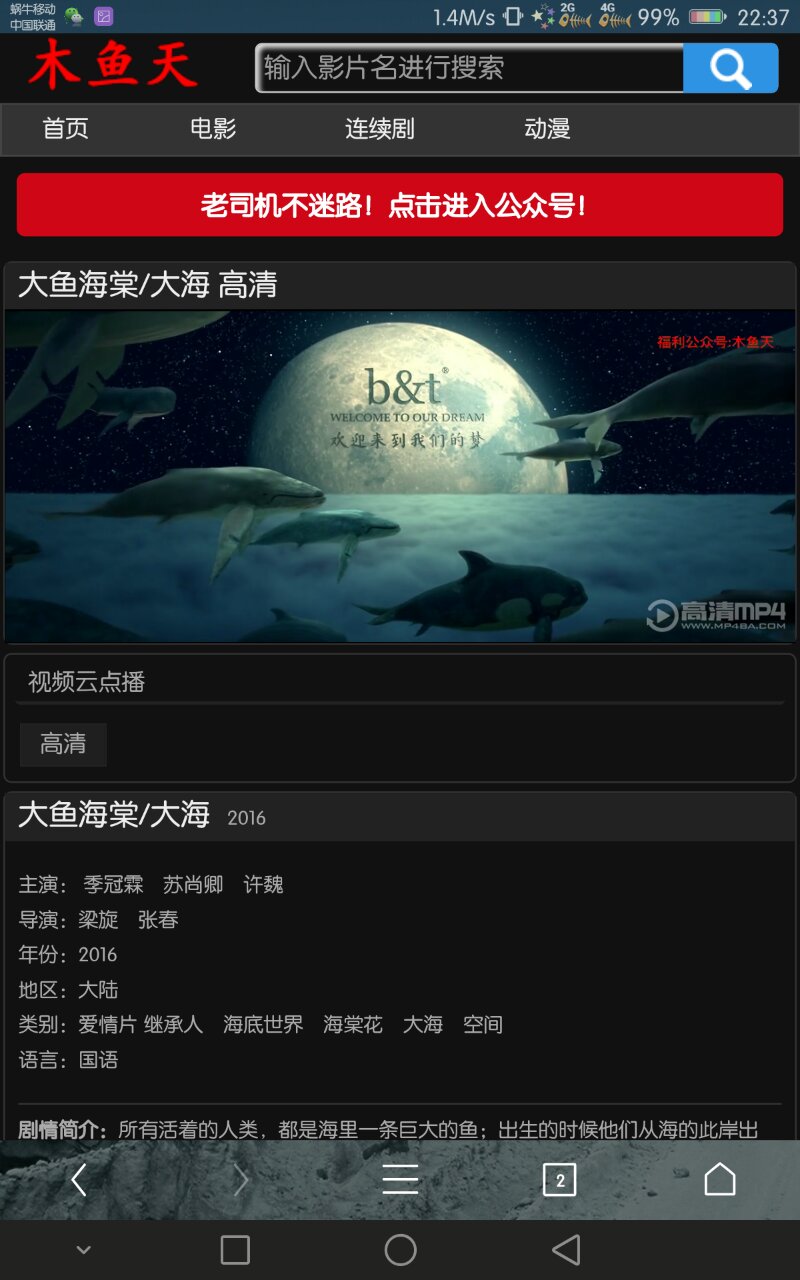 蜗牛移动
中国联通
1.4M/s 2G 4G 99% 22:37
木鱼天
输入影片名进行搜索
首页 电影 连续剧 动漫
老司机不迷路！点击进入公众号！
大鱼海棠/大海 高清
福利公众号:木鱼天
b&t®
WELCOME TO OUR DREAM
欢迎来到我们的梦
高清MP4
WWW.MP4BA.COM
视频云点播
高清
大鱼海棠/大海 2016
主演： 季冠霖 苏尚卿 许魏
导演：梁旋 张春
年份：2016
地区：大陆
类别：爱情片 继承人 海底世界 海棠花 大海 空间
语言：国语
剧情简介：所有活着的人类，都是海里一条巨大的鱼；出生的时候他们从海的此岸出
2